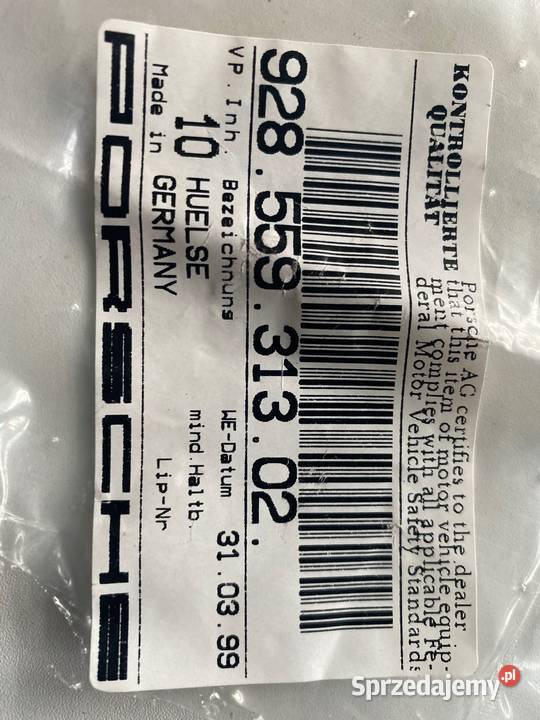 KONTROLLIERTE
QUALITÄT
Porsche AG certifies to the dealer
that this item of motor vehicle equip-
ment complies with all applicable Fe-
deral Motor Vehicle Safety Standards
928.559.313.02.
VP.Inh. Bezeichnung WE-Datum 31.03.99
10 HUELSE mind.Haltb.
Made in GERMANY Lip-Nr
PORSCHE
Sprzedajemy.pl